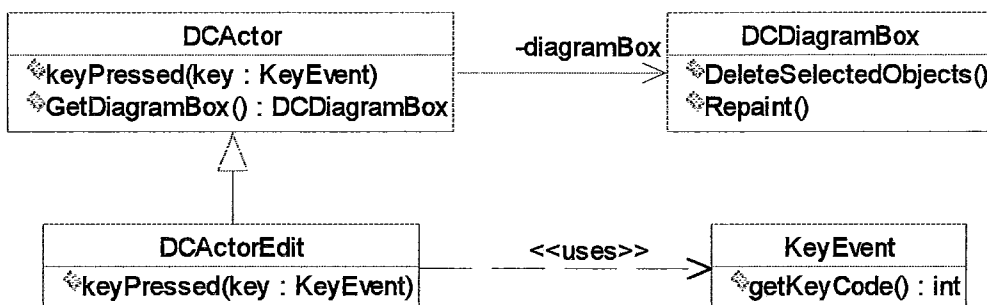 DCActor
keyPressed(key : KeyEvent)
GetDiagramBox() : DCDiagramBox
-diagramBox
DCDiagramBox
DeleteSelectedObjects()
Repaint()
DCActorEdit
keyPressed(key : KeyEvent)
<<uses>>
KeyEvent
getKeyCode() : int